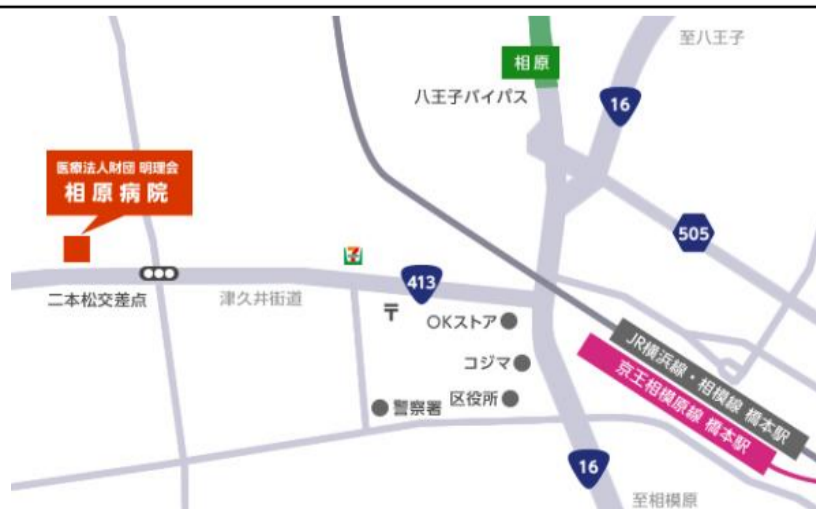 至八王子
相原
八王子バイパス
16
医療法人財団 明理会
相原病院
505
7
413
二本松交差点
津久井街道
〒
OKストア
JR横浜線・相模線 橋本駅
京王相模原線 橋本駅
コジマ
区役所
警察署
16
至相模原